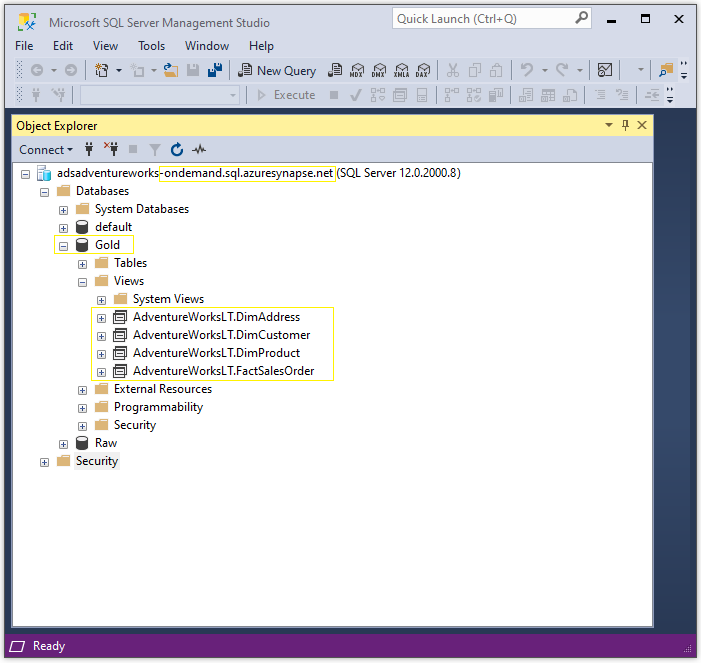 Microsoft SQL Server Management Studio
Quick Launch (Ctrl+Q)
File Edit View Tools Window Help
New Query MDX DMX XMLA DAX
Execute
Object Explorer
Connect
adsadventureworks-ondemand.sql.azuresynapse.net (SQL Server 12.0.2000.8)
Databases
System Databases
default
Gold
Tables
Views
System Views
AdventureWorksLT.DimAddress
AdventureWorksLT.DimCustomer
AdventureWorksLT.DimProduct
AdventureWorksLT.FactSalesOrder
External Resources
Programmability
Security
Raw
Security
Ready